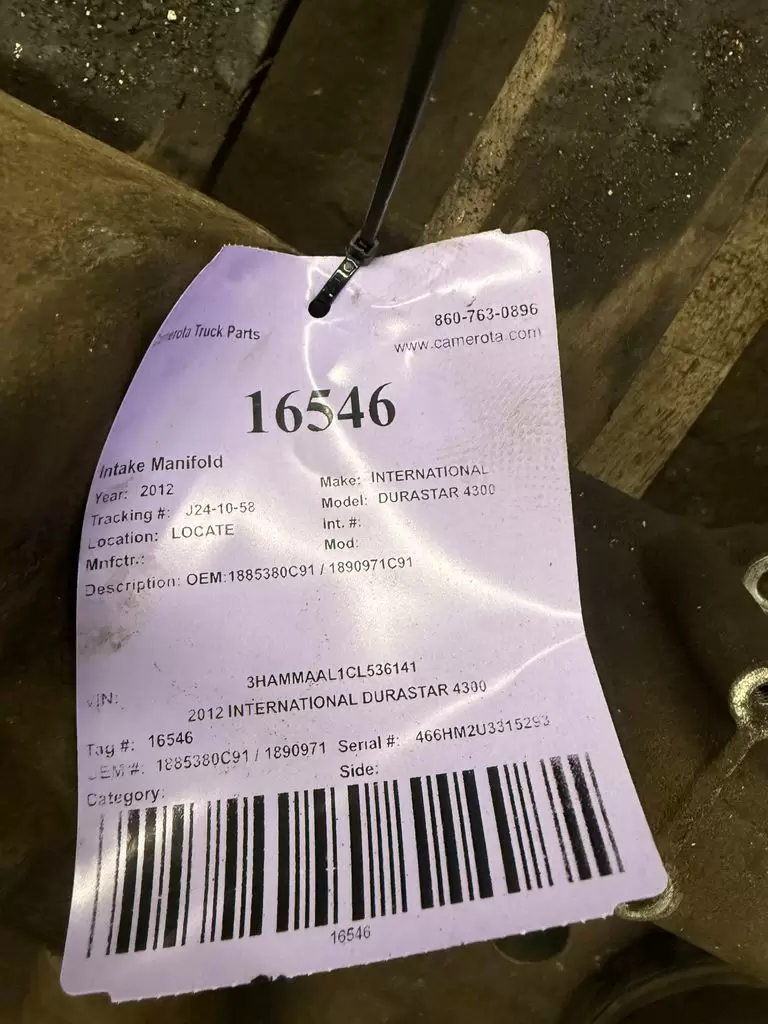 Camerota Truck Parts
860-763-0896
www.camerota.com
16546
Intake Manifold
Year: 2012
Make: INTERNATIONAL
Tracking #: J24-10-58
Model: DURASTAR 4300
Location: LOCATE
Int. #:
Mnfctr.:
Mod:
Description: OEM:1885380C91 / 1890971C91
VIN: 3HAMMAAL1CL536141
2012 INTERNATIONAL DURASTAR 4300
Tag #: 16546
OEM #: 1885380C91 / 1890971 Serial #: 466HM2U3315293
Side:
Category:
16546